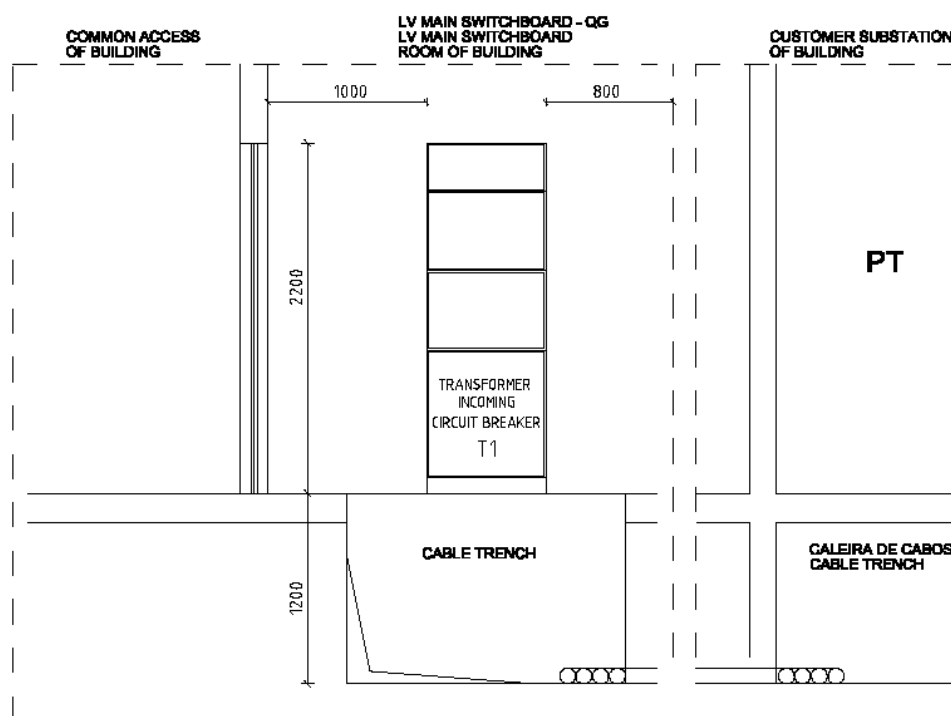 COMMON ACCESS
OF BUILDING
LV MAIN SWITCHBOARD - QG
LV MAIN SWITCHBOARD
ROOM OF BUILDING
CUSTOMER SUBSTATION
OF BUILDING
1000
800
2200
PT
TRANSFORMER
INCOMING
CIRCUIT BREAKER
T1
CABLE TRENCH
CALEIRA DE CABOS
CABLE TRENCH
1200